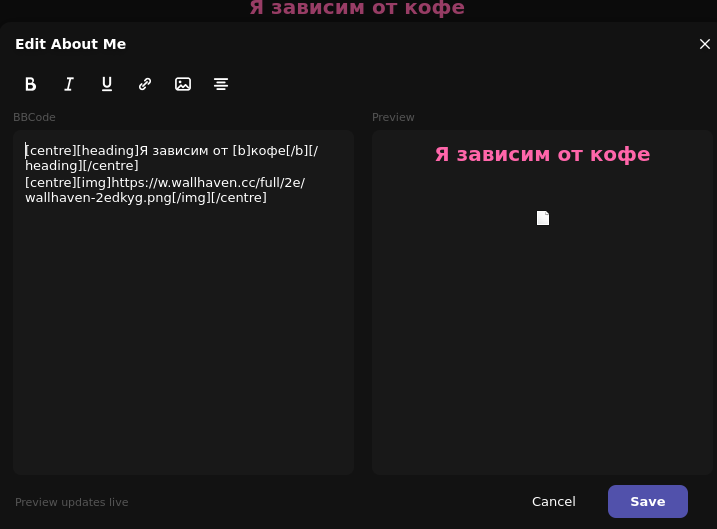 Я зависим от кофе
Edit About Me
BBCode
Preview
[centre][heading]Я зависим от [b]кофе[/b][/
heading][/centre]
[centre][img]https://w.wallhaven.cc/full/2e/
wallhaven-2edkyg.png[/img][/centre]
Я зависим от кофе
Preview updates live
Cancel
Save